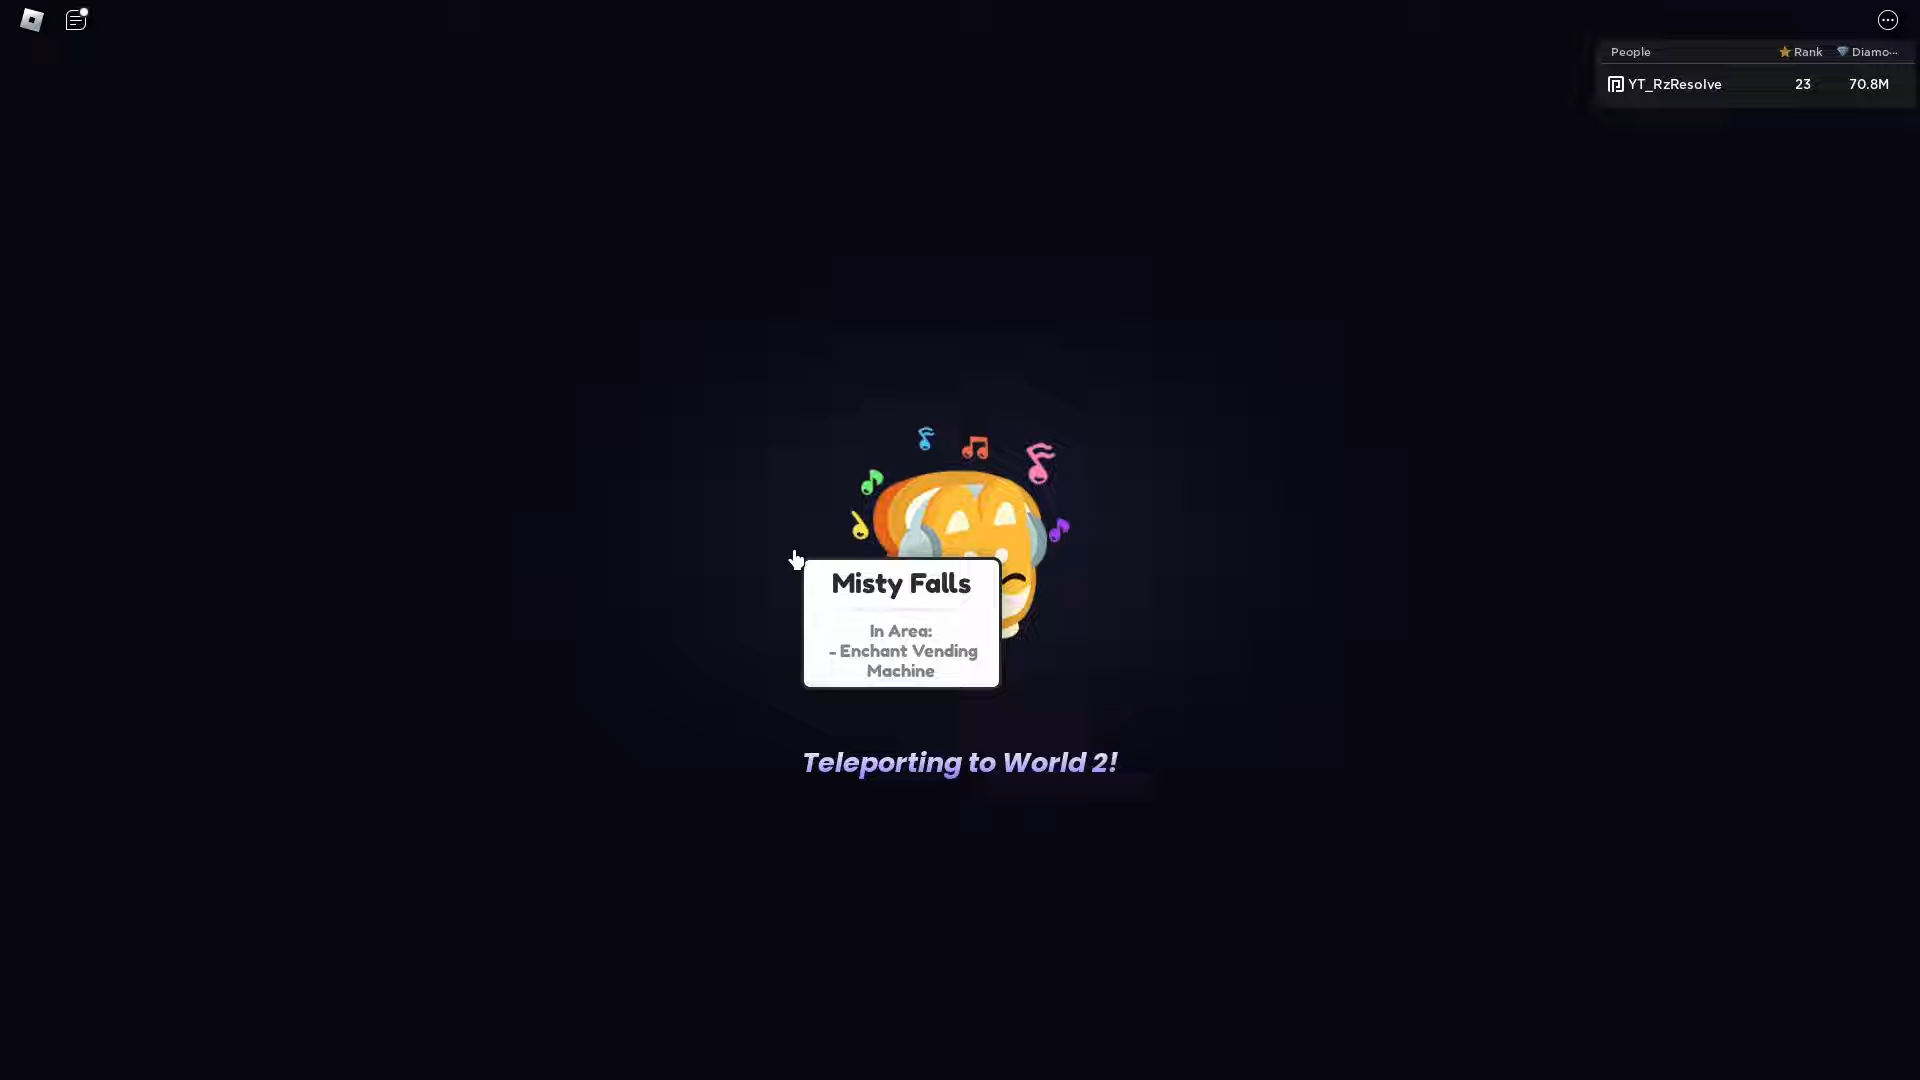 People Rank Diamo...
YT_RzResolve 23 70.8M
Misty Falls
In Area:
- Enchant Vending
Machine
Teleporting to World 2!